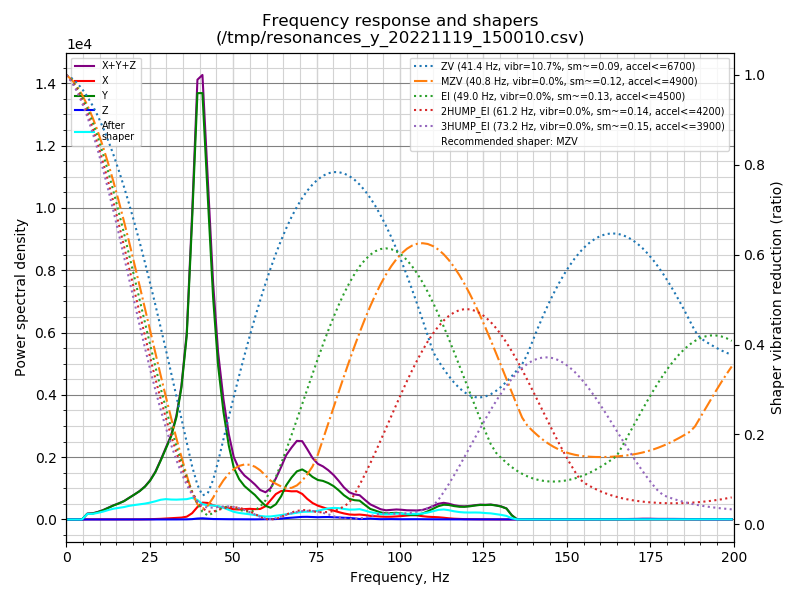 Frequency response and shapers
(/tmp/resonances_y_20221119_150010.csv)
1e4
X+Y+Z
X
Y
Z
After
shaper
ZV (41.4 Hz, vibr=10.7%, sm~=0.09, accel<=6700)
MZV (40.8 Hz, vibr=0.0%, sm~=0.12, accel<=4900)
EI (49.0 Hz, vibr=0.0%, sm~=0.13, accel<=4500)
2HUMP_EI (61.2 Hz, vibr=0.0%, sm~=0.14, accel<=4200)
3HUMP_EI (73.2 Hz, vibr=0.0%, sm~=0.15, accel<=3900)
Recommended shaper: MZV
Power spectral density
1.4
1.2
1.0
0.8
0.6
0.4
0.2
0.0
1.0
0.8
0.6
0.4
0.2
0.0
Shaper vibration reduction (ratio)
0 25 50 75 100 125 150 175 200
Frequency, Hz